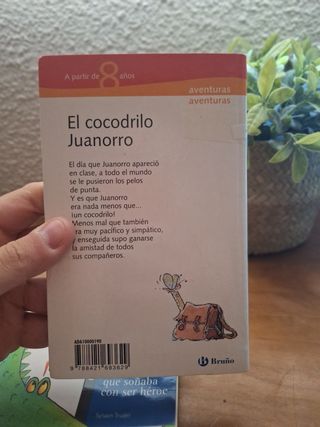 A partir de 8 años
aventuras
aventuras
El cocodrilo
Juanorro
El día que Juanorro apareció
en clase, a todo el mundo
se le pusieron los pelos
de punta.
Y es que Juanorro
era nada menos que...
¡un cocodrilo!
Menos mal que también
era muy pacífico y simpático,
y enseguida supo ganarse
la amistad de todos
sus compañeros.
9 788421 683629
Bruño
que soñaba
con ser héroe